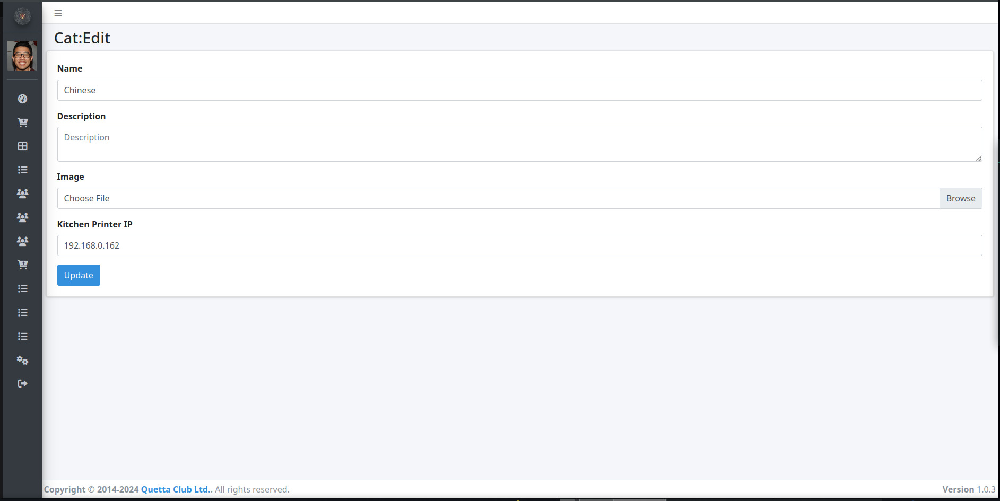 Cat:Edit
Name
Chinese
Description
Description
Image
Choose File Browse
Kitchen Printer IP
192.168.0.162
Update
Copyright © 2014-2024 Quetta Club Ltd.. All rights reserved. Version 1.0.3